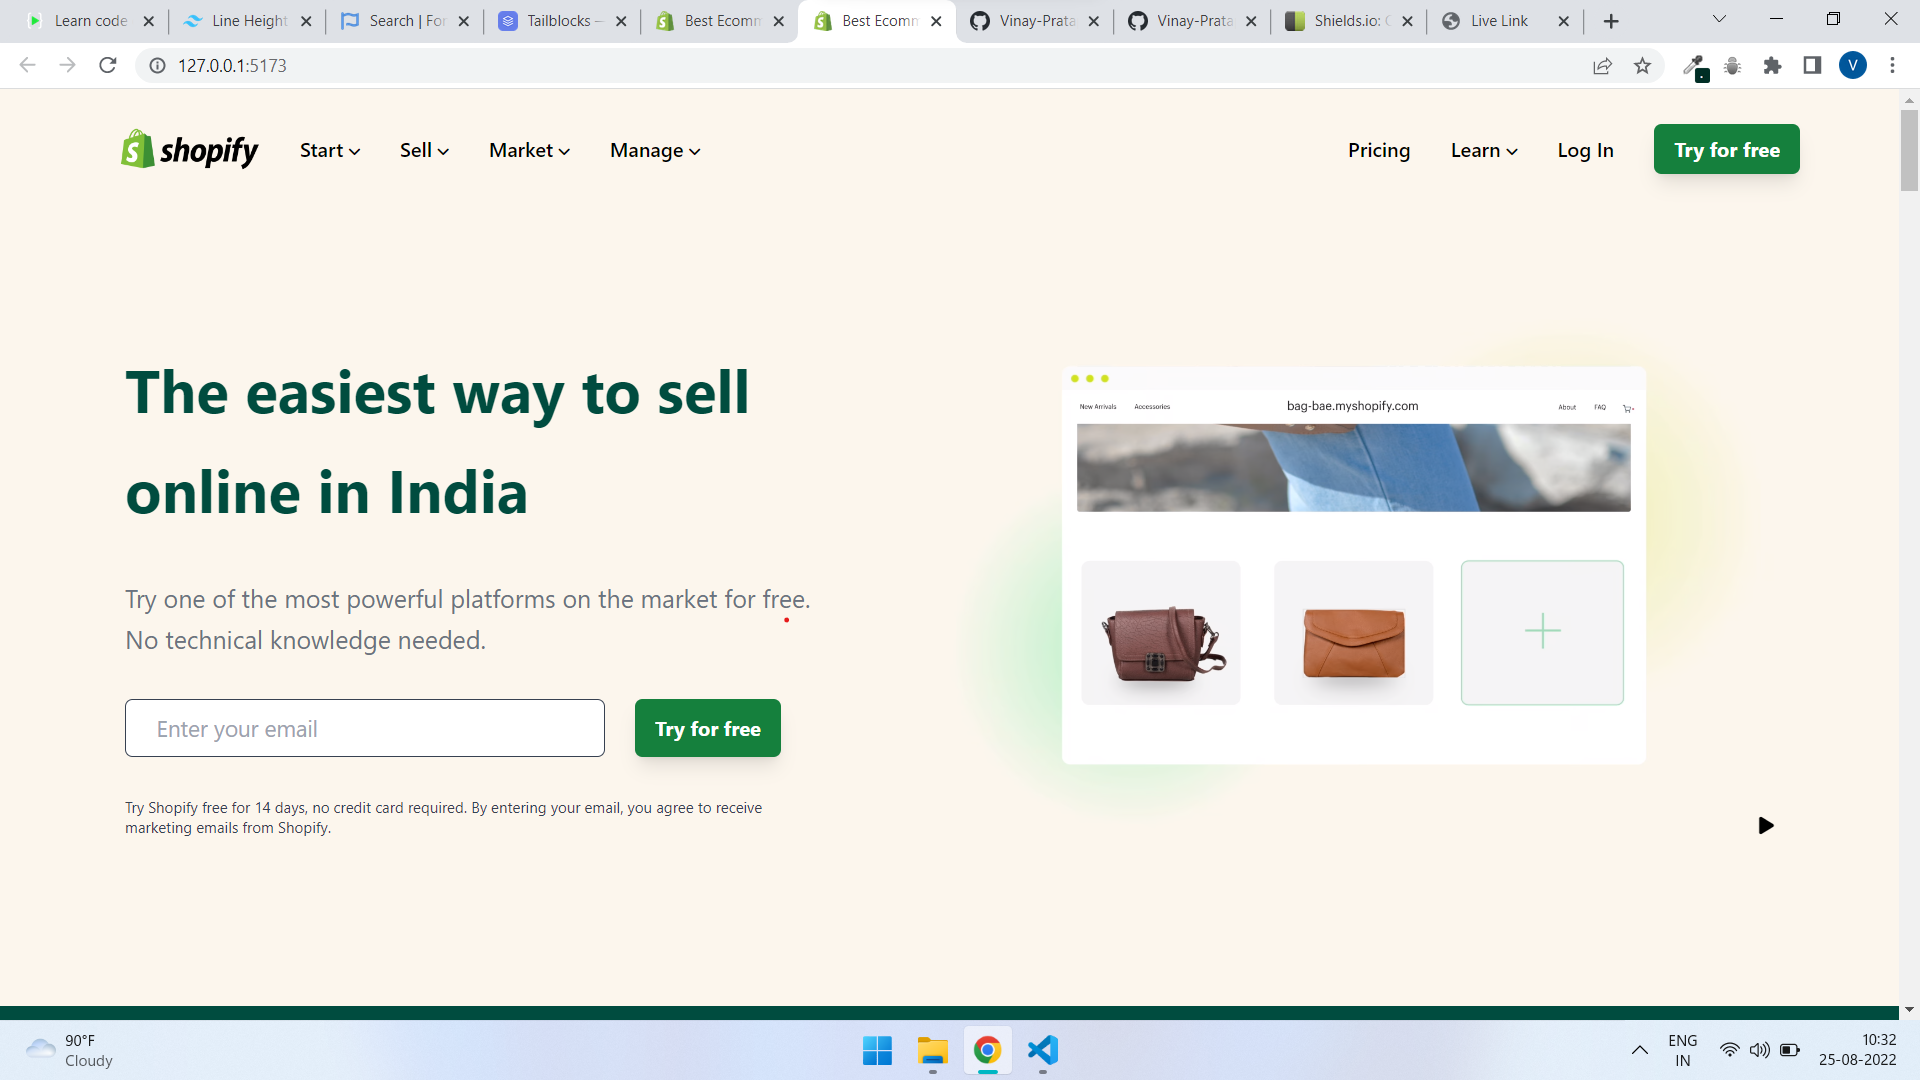 Learn code
Line Height
Search | For
Tailblocks –
Best Ecomm
Best Ecomm
Vinay-Prata
Vinay-Prata
Shields.io: Q
Live Link
127.0.0.1:5173
V
shopify
Start
Sell
Market
Manage
Pricing
Learn
Log In
Try for free
The easiest way to sell
online in India
Try one of the most powerful platforms on the market for free.
No technical knowledge needed.
Enter your email
Try for free
Try Shopify free for 14 days, no credit card required. By entering your email, you agree to receive
marketing emails from Shopify.
New Arrivals
Accessories
bag-bae.myshopify.com
About
FAQ
90°F
Cloudy
ENG
IN
10:32
25-08-2022